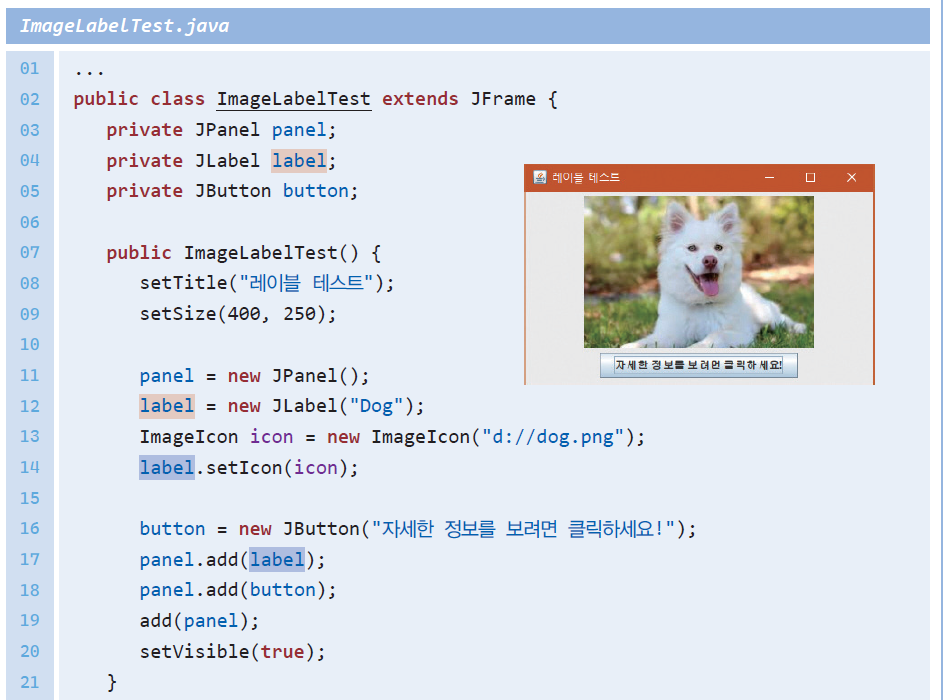 ImageLabelTest.java
01 ...
02 public class ImageLabelTest extends JFrame {
03 private JPanel panel;
04 private JLabel label;
05 private JButton button;
06
07 public ImageLabelTest() {
08 setTitle("레이블 테스트");
09 setSize(400, 250);
10
11 panel = new JPanel();
12 label = new JLabel("Dog");
13 ImageIcon icon = new ImageIcon("d://dog.png");
14 label.setIcon(icon);
15
16 button = new JButton("자세한 정보를 보려면 클릭하세요!");
17 panel.add(label);
18 panel.add(button);
19 add(panel);
20 setVisible(true);
21 }
레이블 테스트
자세한 정보를 보려면 클릭하세요!